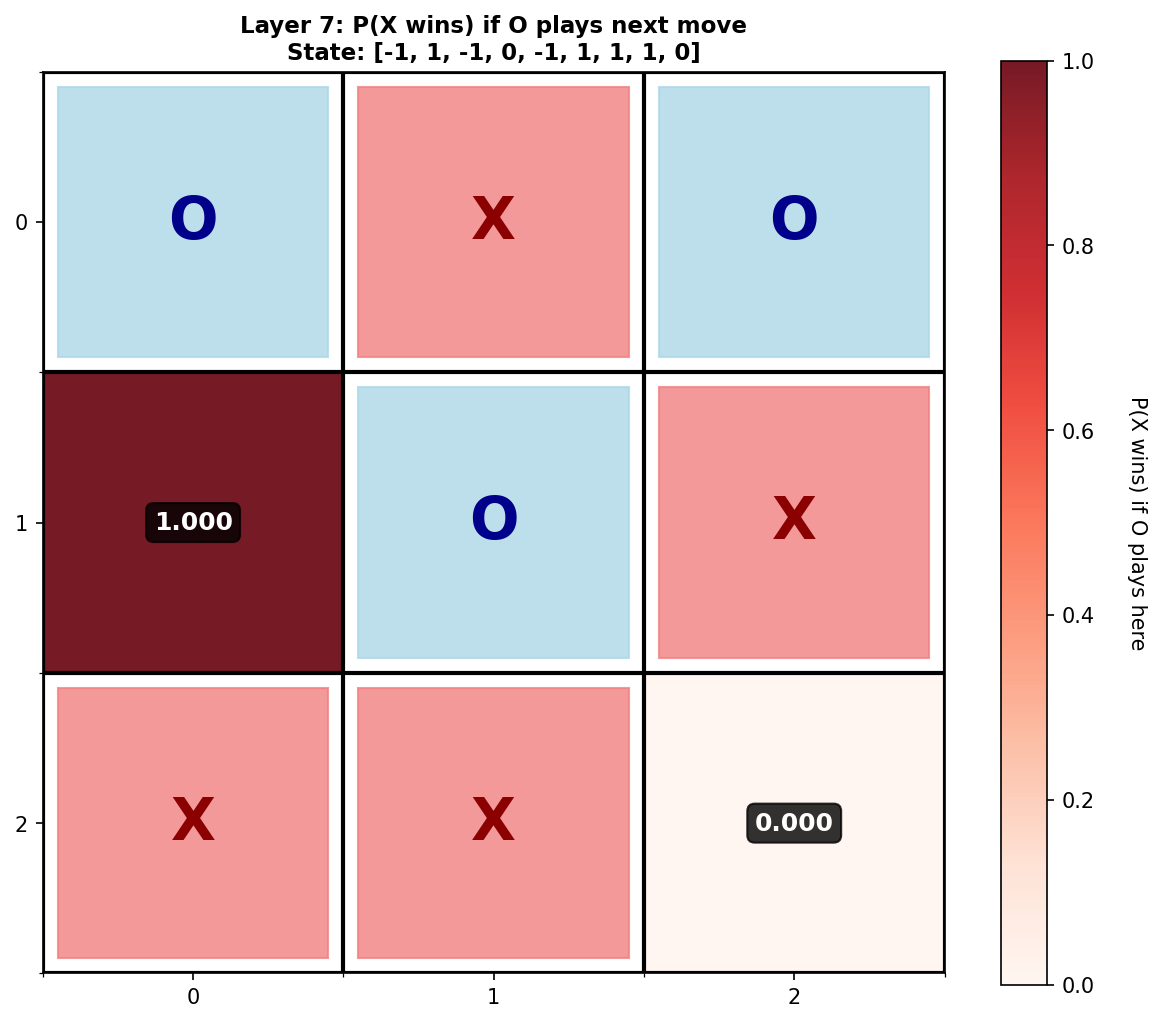 Layer 7: P(X wins) if O plays next move
State: [-1, 1, -1, 0, -1, 1, 1, 1, 0]
0
O
X
O
1
1.000
O
X
2
X
X
0.000
0
1
2
1.0
0.8
0.6
0.4
0.2
0.0
P(X wins) if O plays here